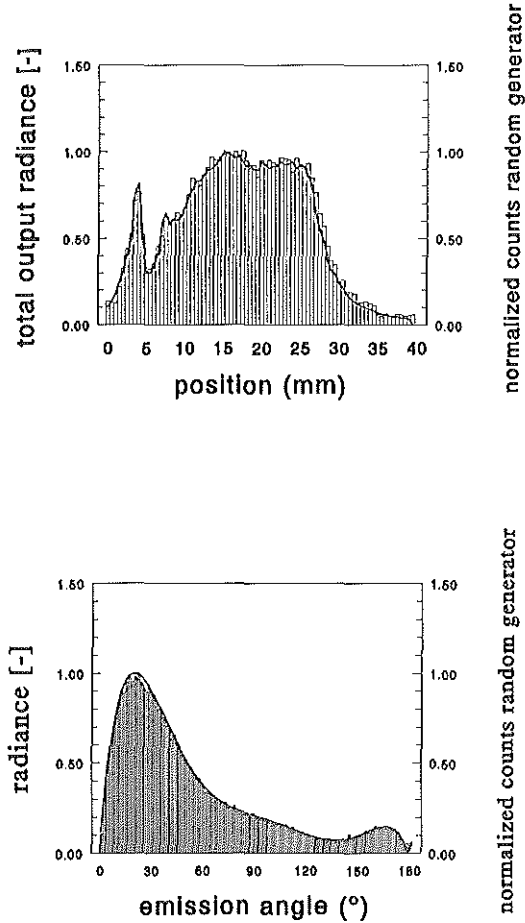 total output radiance [-]
1.50
1.00
0.50
0.00
0 5 10 15 20 25 30 35 40
position (mm)
1.50
1.00
0.50
0.00
normalized counts random generator
radiance [-]
1.50
1.00
0.50
0.00
0 30 60 90 120 150 180
emission angle (º)
1.50
1.00
0.50
0.00
normalized counts random generator